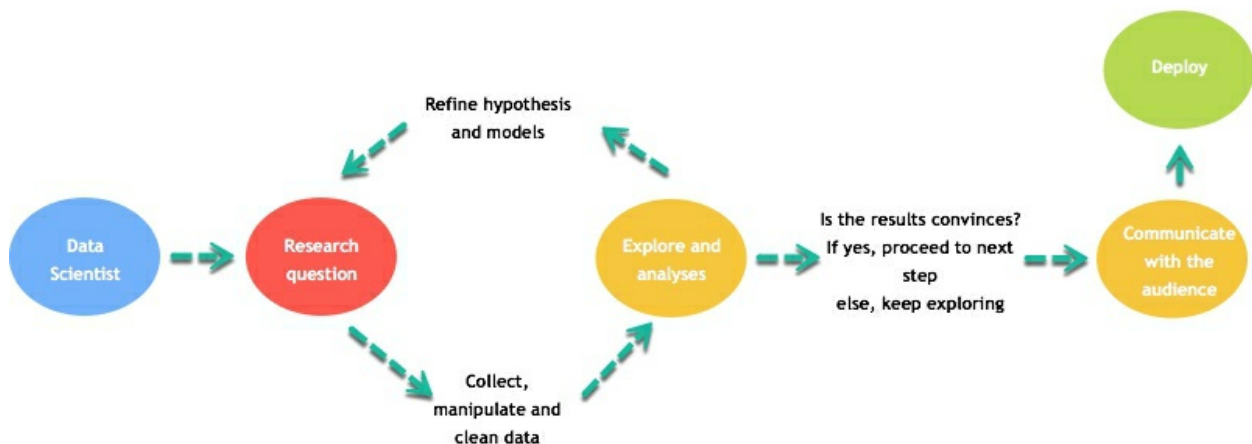 Deploy
Refine hypothesis
and models
Data
Scientist
Research
question
Explore and
analyses
Is the results convinces?
If yes, proceed to next
step
else, keep exploring
Communicate
with the
audience
Collect,
manipulate and
clean data